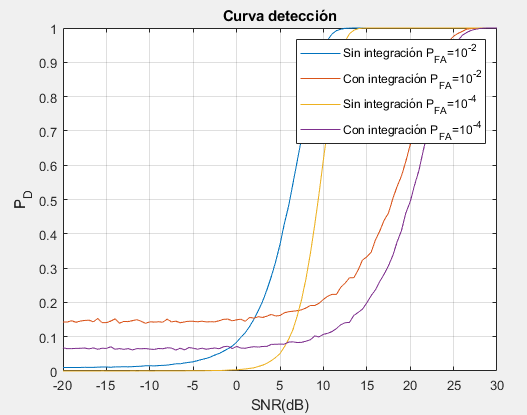 Curva detección
1
0.9
0.8
0.7
0.6
0.5
0.4
0.3
0.2
0.1
0
P_D
Sin integración P_FA=10^-2
Con integración P_FA=10^-2
Sin integración P_FA=10^-4
Con integración P_FA=10^-4
-20 -15 -10 -5 0 5 10 15 20 25 30
SNR(dB)